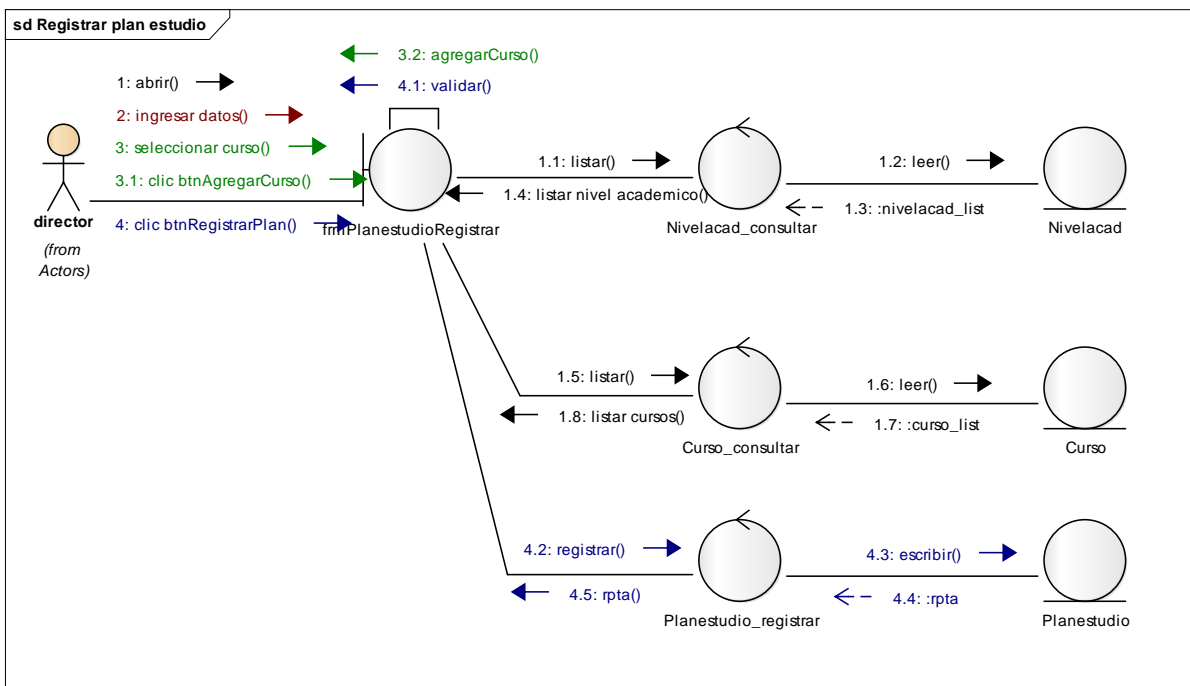 sd Registrar plan estudio
3.2: agregarCurso()
1: abrir()
4.1: validar()
2: ingresar datos()
3: seleccionar curso()
3.1: clic btnAgregarCurso()
4: clic btnRegistrarPlan()
director
(from
Actors)
frmPlanestudioRegistrar
1.1: listar()
1.4: listar nivel academico()
Nivelacad_consultar
1.2: leer()
1.3: :nivelacad_list
Nivelacad
1.5: listar()
1.8: listar cursos()
Curso_consultar
1.6: leer()
1.7: :curso_list
Curso
4.2: registrar()
4.5: rpta()
Planestudio_registrar
4.3: escribir()
4.4: :rpta
Planestudio